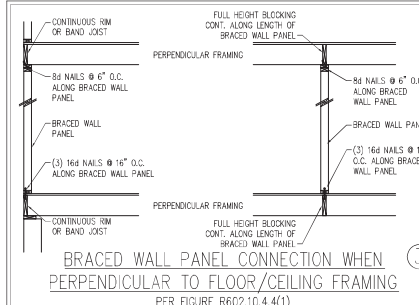 CONTINUOUS RIM
OR BAND JOIST
FULL HEIGHT BLOCKING
CONT. ALONG LENGTH OF
BRACED WALL PANEL
PERPENDICULAR FRAMING
8d NAILS @ 6" O.C.
ALONG BRACED WALL
PANEL
8d NAILS @ 6" O.C
ALONG BRACED
WALL PANEL
BRACED WALL
PANEL
BRACED WALL PAN
(3) 16d NAILS @ 16" O.C.
ALONG BRACED WALL PANEL
(3) 16d NAILS @ 1
O.C. ALONG BRACE
WALL PANEL
PERPENDICULAR FRAMING
CONTINUOUS RIM
OR BAND JOIST
FULL HEIGHT BLOCKING
CONT. ALONG LENGTH OF
BRACED WALL PANEL
BRACED WALL PANEL CONNECTION WHEN
PERPENDICULAR TO FLOOR/CEILING FRAMING
PER FIGURE R602.10.4.4(1)